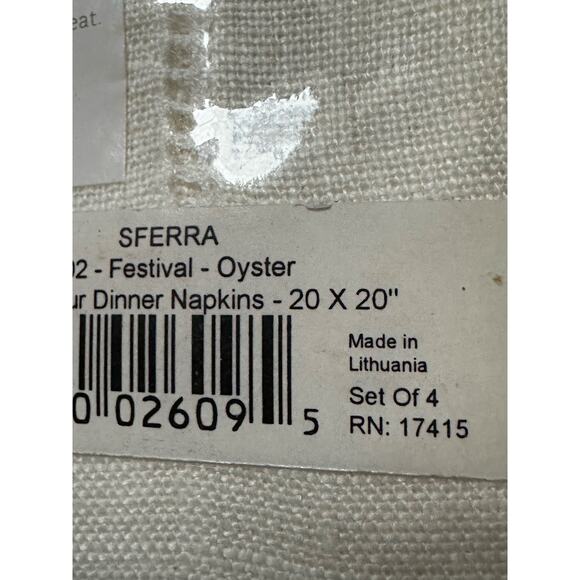 eat.
SFERRA
02 - Festival - Oyster
ur Dinner Napkins - 20 X 20"
Made in
Lithuania
Set Of 4
0 02609 5
RN: 17415